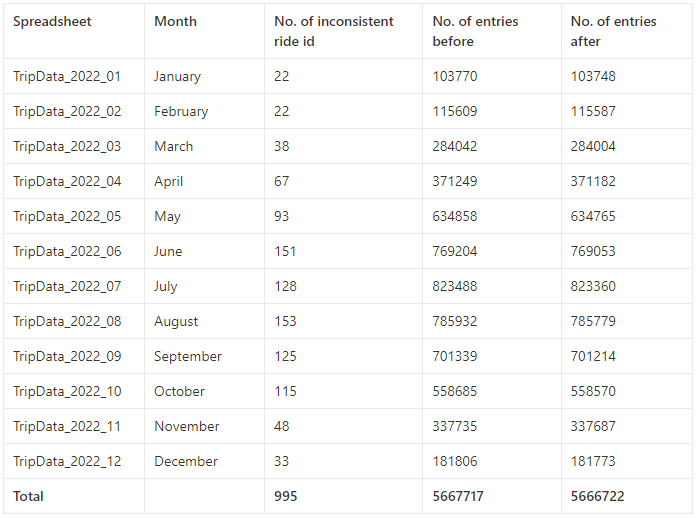 Spreadsheet Month No. of inconsistent ride id No. of entries before No. of entries after
TripData_2022_01 January 22 103770 103748
TripData_2022_02 February 22 115609 115587
TripData_2022_03 March 38 284042 284004
TripData_2022_04 April 67 371249 371182
TripData_2022_05 May 93 634858 634765
TripData_2022_06 June 151 769204 769053
TripData_2022_07 July 128 823488 823360
TripData_2022_08 August 153 785932 785779
TripData_2022_09 September 125 701339 701214
TripData_2022_10 October 115 558685 558570
TripData_2022_11 November 48 337735 337687
TripData_2022_12 December 33 181806 181773
Total 995 5667717 5666722